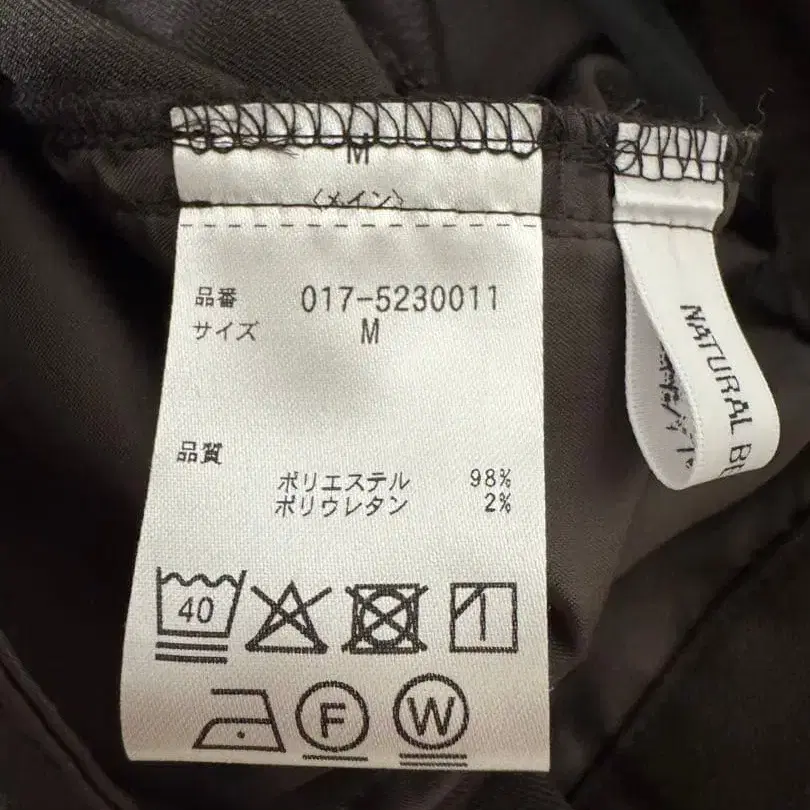 M
〈メイン〉
品番 017-5230011
サイズ M
品質
ポリエステル 98%
ポリウレタン 2%
40
F
W
NATURAL